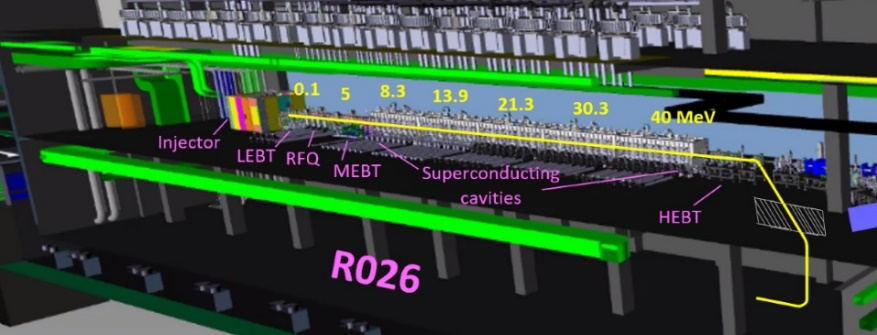 0.1
5
8.3
13.9
21.3
30.3
40 MeV
Injector
LEBT
RFQ
MEBT
Superconducting
cavities
HEBT
R026